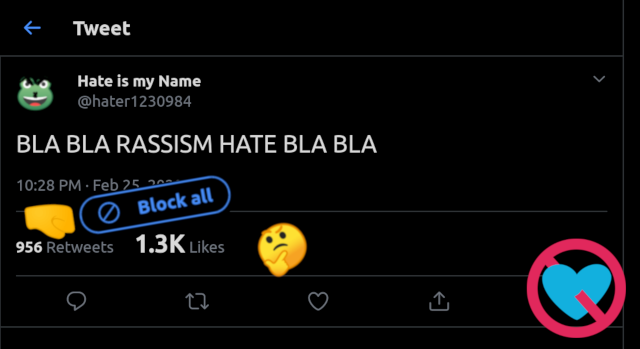 Tweet
Hate is my Name
@hater1230984
BLA BLA RASSISM HATE BLA BLA
10:28 PM · Feb 25,
Block all
956 Retweets 1.3K Likes